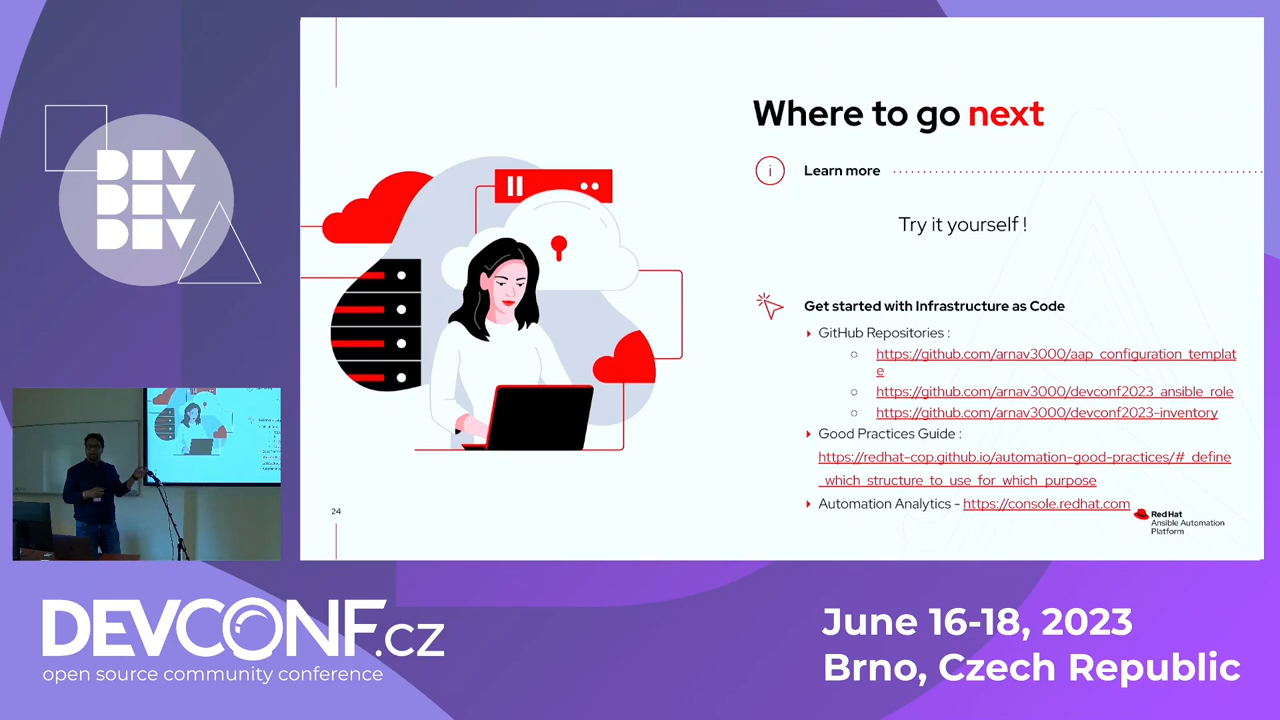 DEV
DEV
DEV
Where to go next
Learn more
Try it yourself !
Get started with Infrastructure as Code
GitHub Repositories :
https://github.com/arnav3000/aap_configuration_templat
e
https://github.com/arnav3000/devconf2023_ansible_role
https://github.com/arnav3000/devconf2023-inventory
Good Practices Guide :
https://redhat-cop.github.io/automation-good-practices/#_define
_which_structure_to_use_for_which_purpose
Automation Analytics - https://console.redhat.com
24
Red Hat
Ansible Automation
Platform
DEVCONF.cz
open source community conference
June 16-18, 2023
Brno, Czech Republic